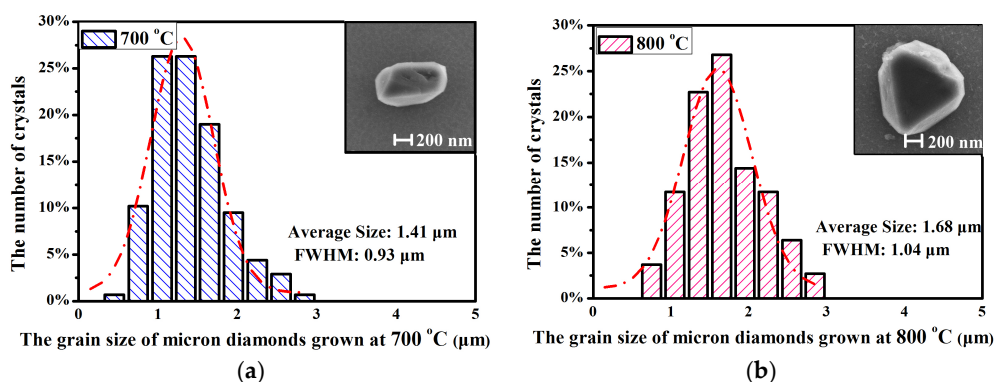 30%
25%
20%
15%
10%
5%
0%
The number of crystals
700 °C
200 nm
Average Size: 1.41 μm
FWHM: 0.93 μm
0 1 2 3 4 5
The grain size of micron diamonds grown at 700 °C (μm)
(a)
30%
25%
20%
15%
10%
5%
0%
The number of crystals
800 °C
200 nm
Average Size: 1.68 μm
FWHM: 1.04 μm
0 1 2 3 4 5
The grain size of micron diamonds grown at 800 °C (μm)
(b)